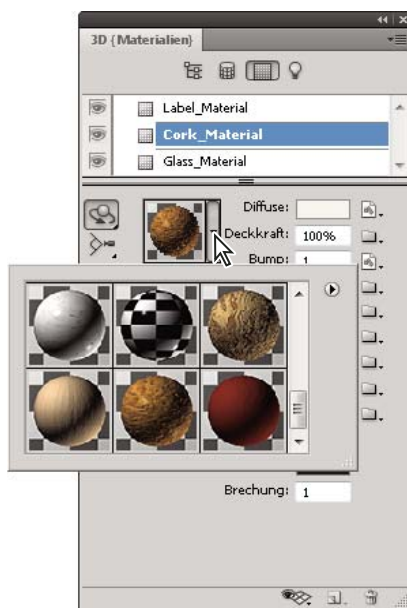 3D {Materialien}
Label_Material
Cork_Material
Glass_Material
Diffuse:
Deckkraft: 100%
Bump: 1
Brechung: 1